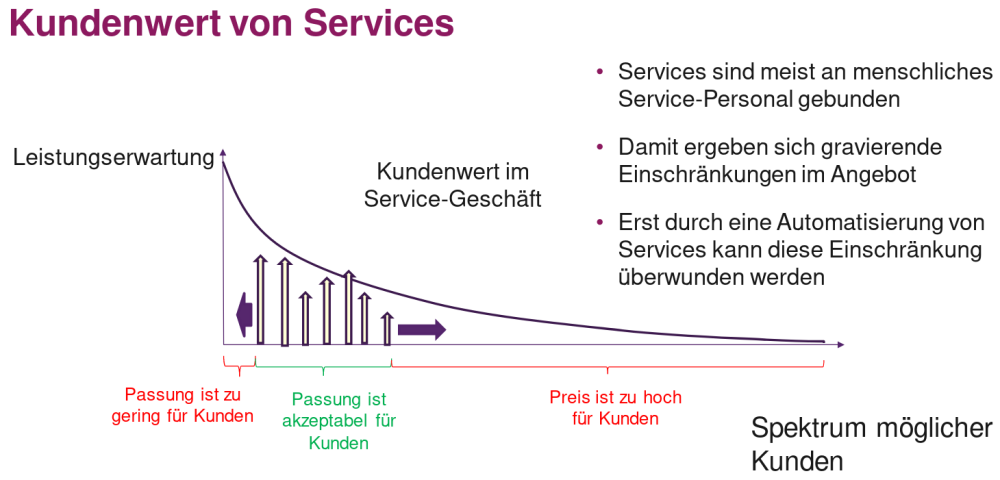 Kundenwert von Services
• Services sind meist an menschliches
Service-Personal gebunden
• Damit ergeben sich gravierende
Einschränkungen im Angebot
• Erst durch eine Automatisierung von
Services kann diese Einschränkung
überwunden werden
Leistungserwartung
Kundenwert im
Service-Geschäft
Passung ist zu
gering für Kunden
Passung ist
akzeptabel für
Kunden
Preis ist zu hoch
für Kunden
Spektrum möglicher
Kunden